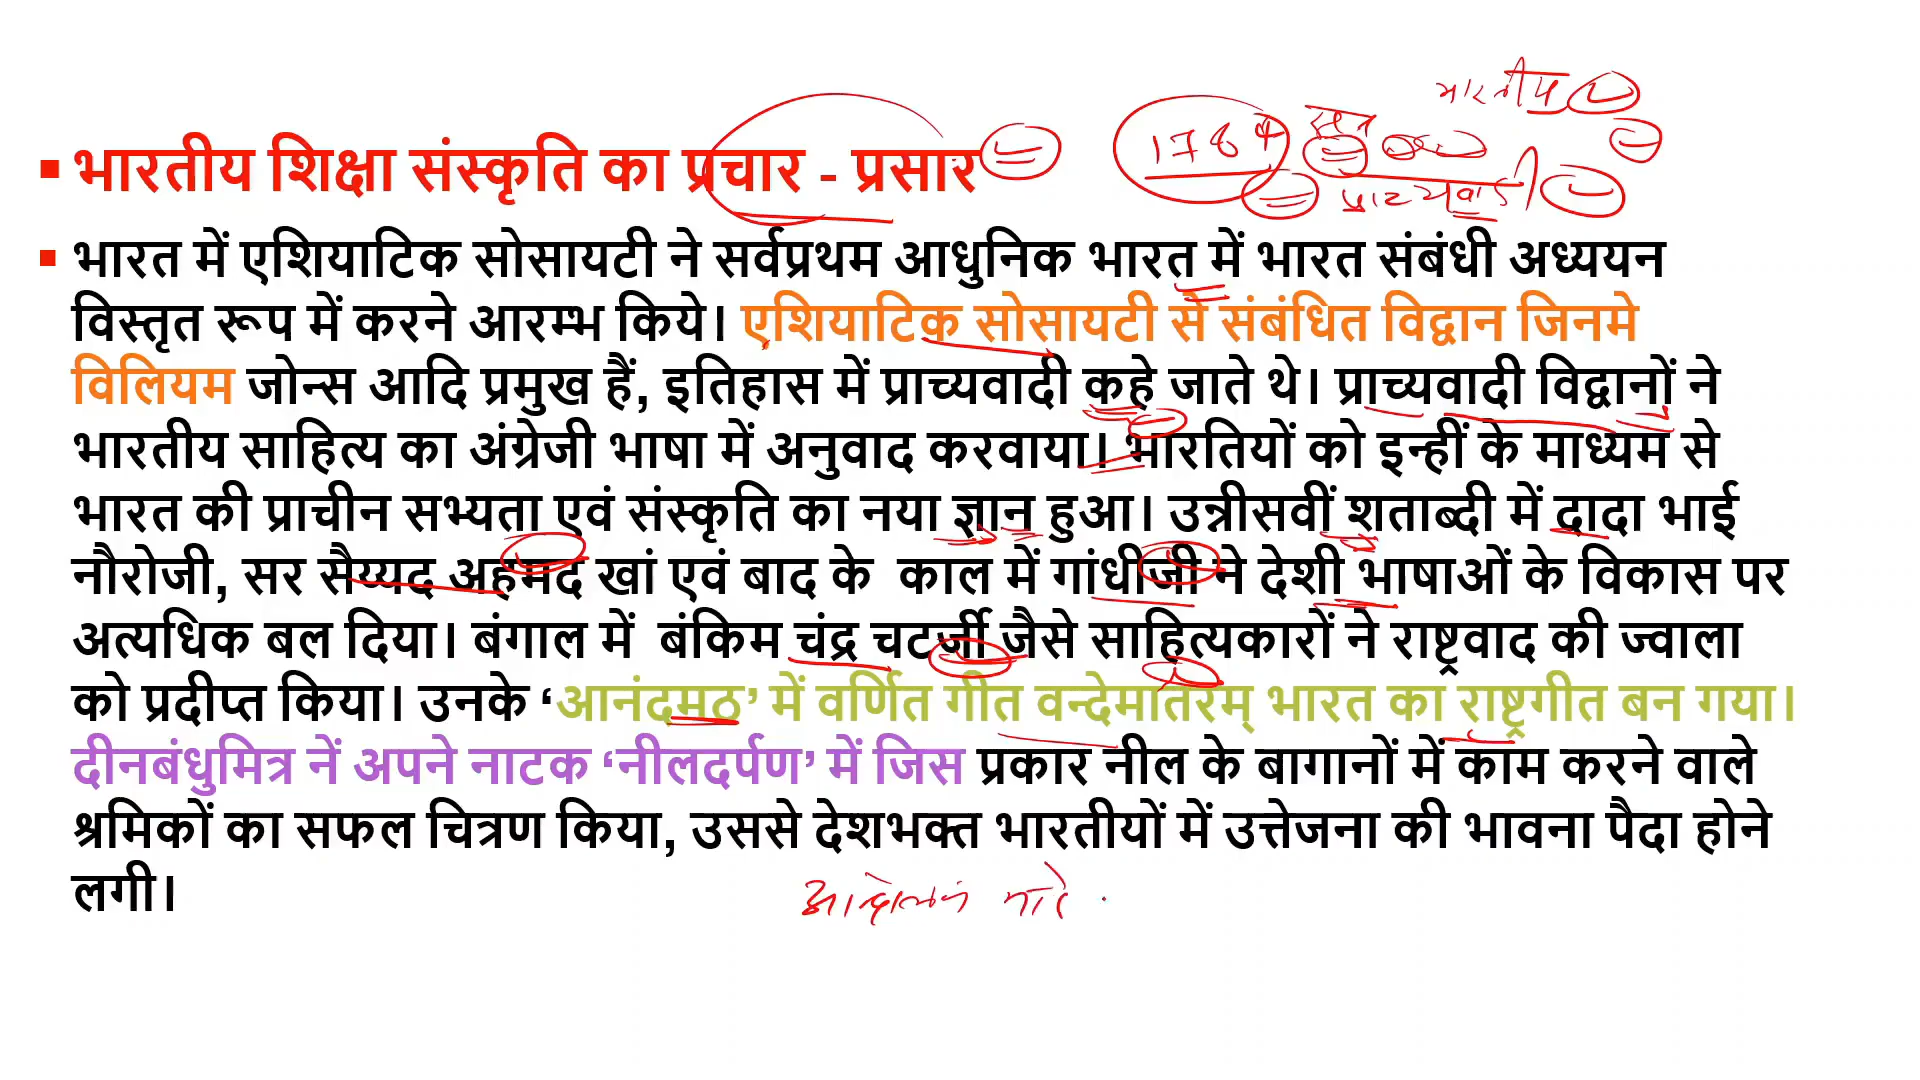 भारतीय
1784
प्राच्यवादी
भारतीय शिक्षा संस्कृति का प्रचार - प्रसार
भारत में एशियाटिक सोसायटी ने सर्वप्रथम आधुनिक भारत में भारत संबंधी अध्ययन
विस्तृत रूप में करने आरम्भ किये। एशियाटिक सोसायटी से संबंधित विद्वान जिनमे
विलियम जोन्स आदि प्रमुख हैं, इतिहास में प्राच्यवादी कहे जाते थे। प्राच्यवादी विद्वानों ने
भारतीय साहित्य का अंग्रेजी भाषा में अनुवाद करवाया। भारतियों को इन्हीं के माध्यम से
भारत की प्राचीन सभ्यता एवं संस्कृति का नया ज्ञान हुआ। उन्नीसवीं शताब्दी में दादा भाई
नौरोजी, सर सैय्यद अहमद खां एवं बाद के काल में गांधीजी ने देशी भाषाओं के विकास पर
अत्यधिक बल दिया। बंगाल में बंकिम चंद्र चटर्जी जैसे साहित्यकारों ने राष्ट्रवाद की ज्वाला
को प्रदीप्त किया। उनके ‘आनंदमठ’ में वर्णित गीत वन्देमातरम् भारत का राष्ट्रगीत बन गया।
दीनबंधुमित्र नें अपने नाटक ‘नीलदर्पण’ में जिस प्रकार नील के बागानों में काम करने वाले
श्रमिकों का सफल चित्रण किया, उससे देशभक्त भारतीयों में उत्तेजना की भावना पैदा होने
लगी।